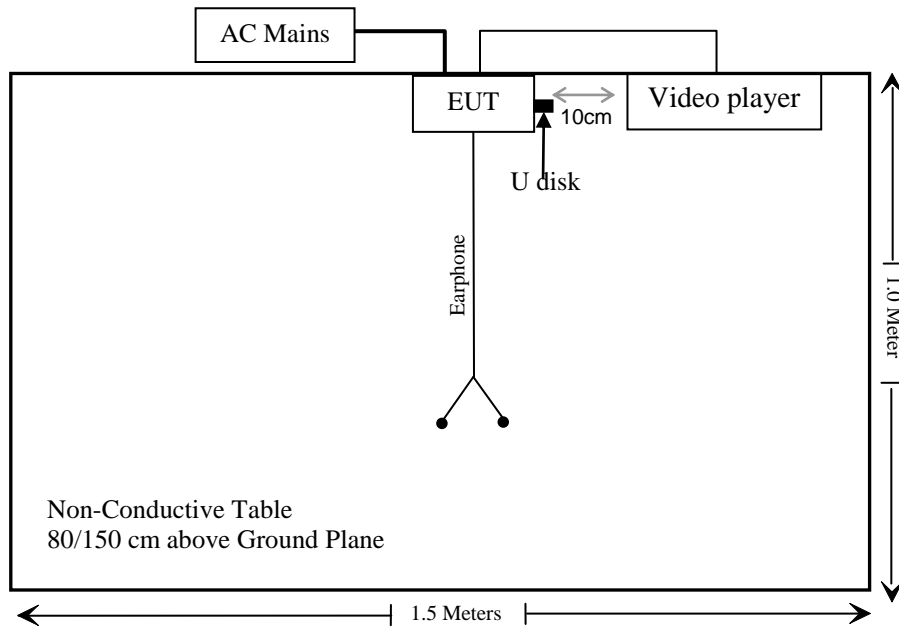 AC Mains
EUT
Video player
10cm
U disk
Earphone
1.0 Meter
Non-Conductive Table
80/150 cm above Ground Plane
1.5 Meters